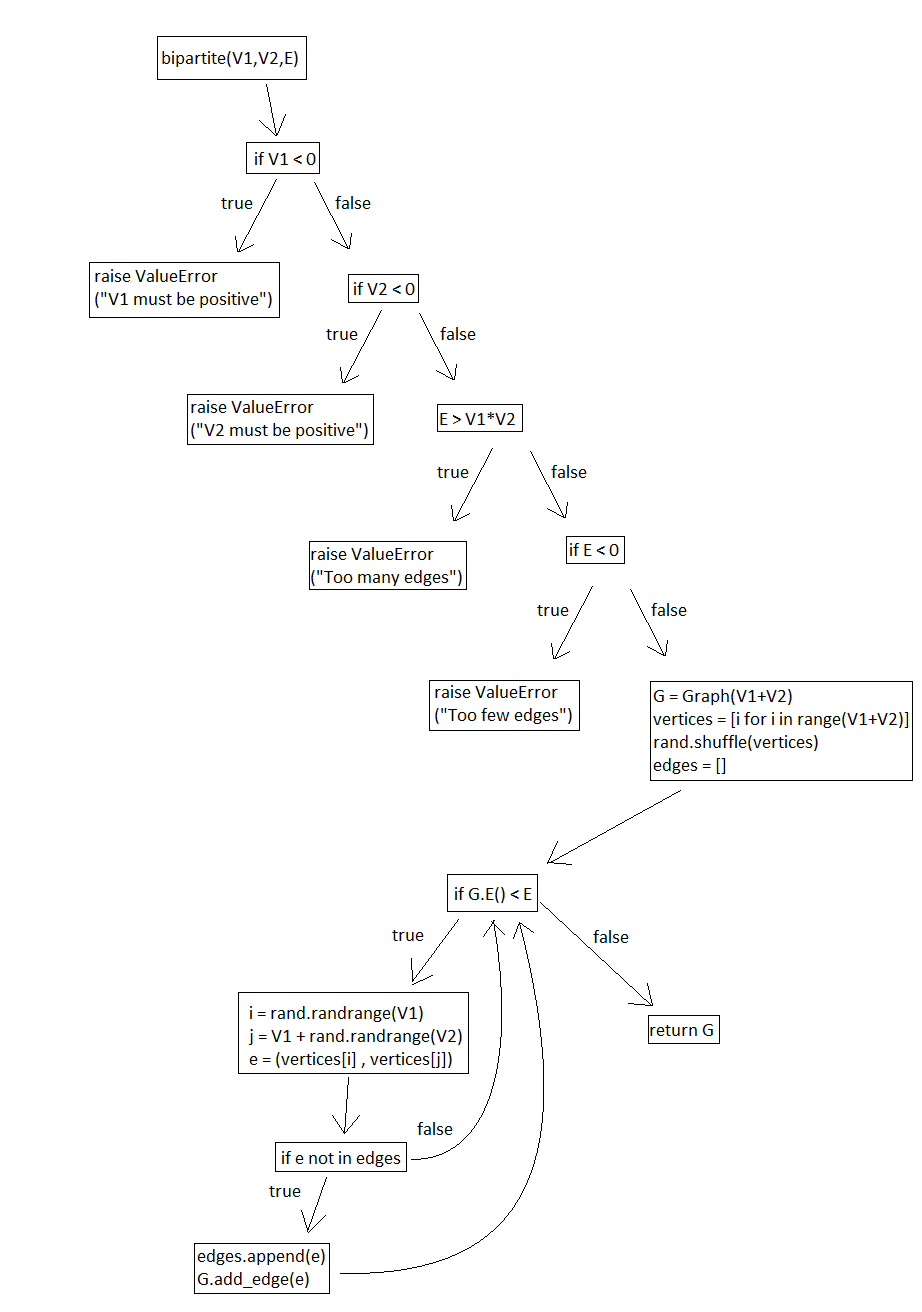 bipartite(V1,V2,E)
if V1 < 0
true
false
raise ValueError
("V1 must be positive")
if V2 < 0
true
false
raise ValueError
("V2 must be positive")
E > V1*V2
true
false
raise ValueError
("Too many edges")
if E < 0
true
false
raise ValueError
("Too few edges")
G = Graph(V1+V2)
vertices = [i for i in range(V1+V2)]
rand.shuffle(vertices)
edges = []
if G.E() < E
true
false
i = rand.randrange(V1)
j = V1 + rand.randrange(V2)
e = (vertices[i] , vertices[j])
return G
false
if e not in edges
true
edges.append(e)
G.add_edge(e)